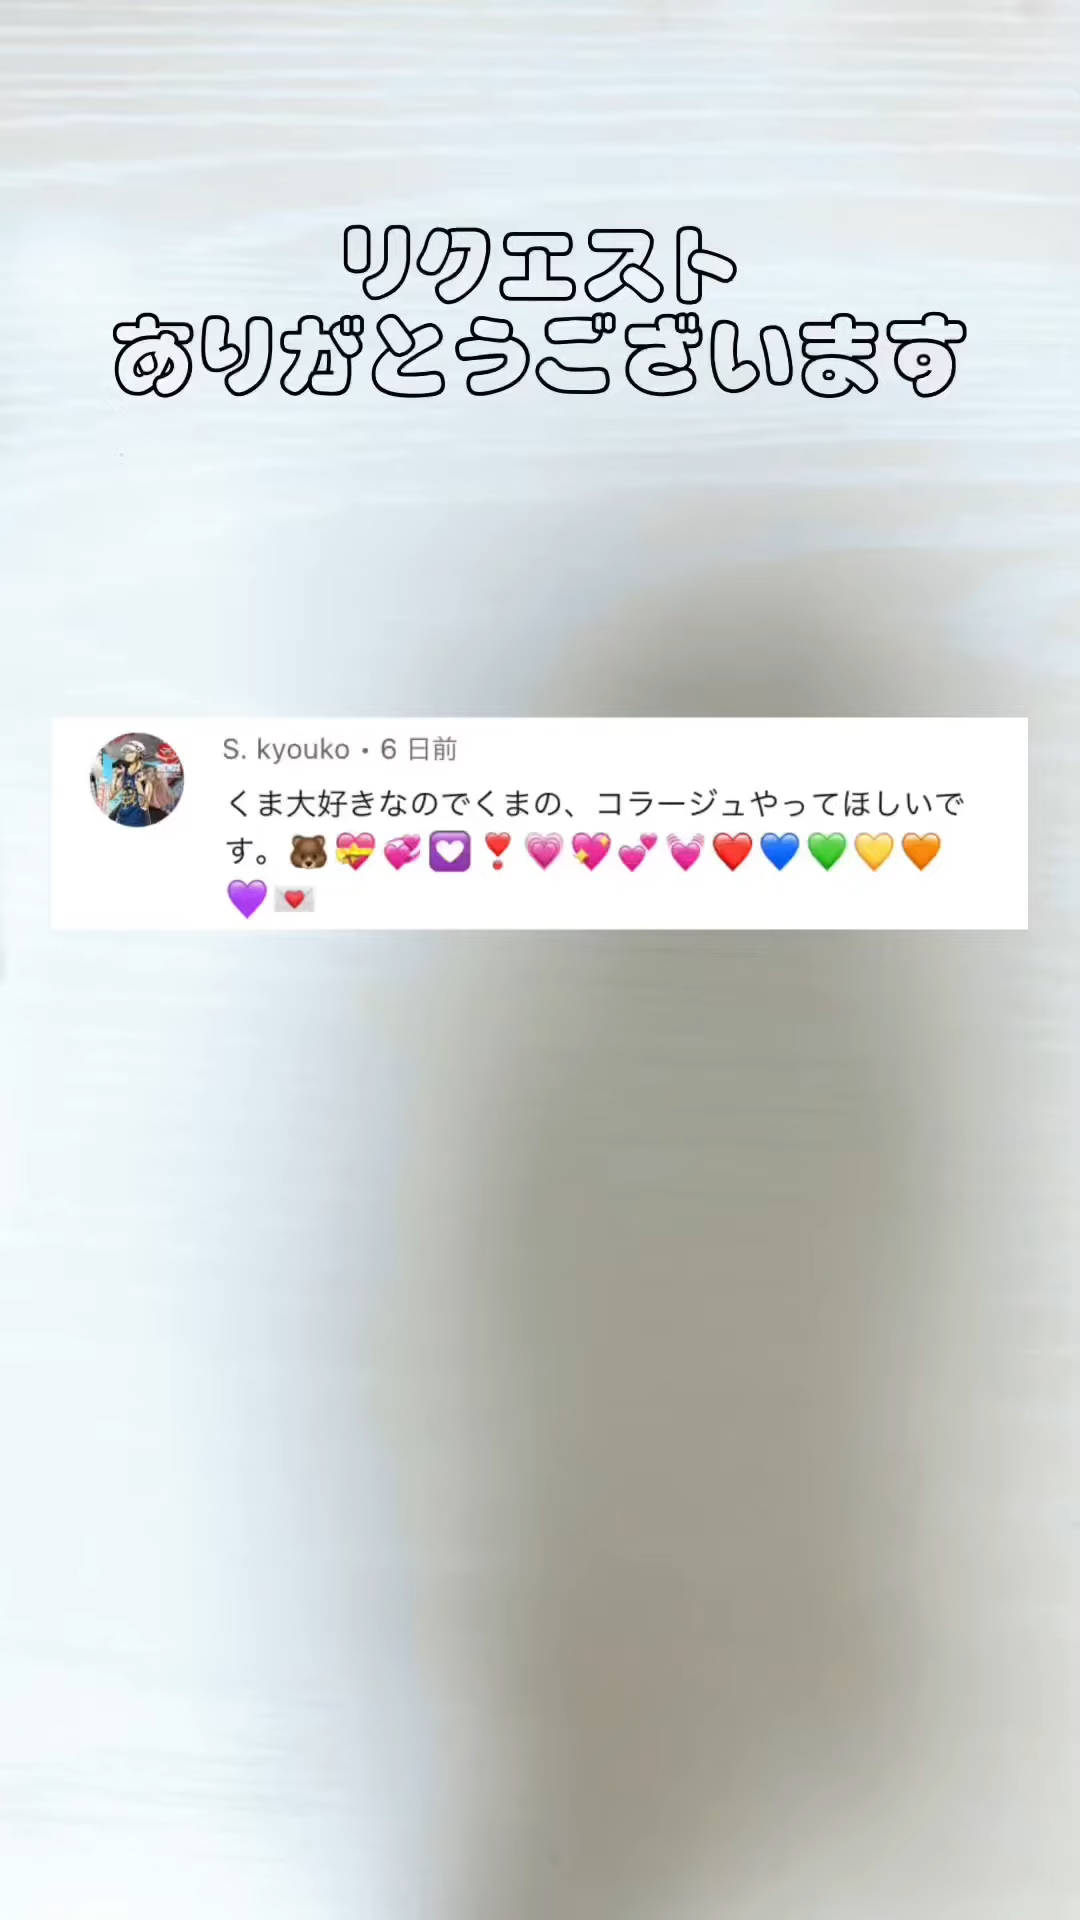 リクエスト
ありがとうございます
S. kyouko • 6 日前
くま大好きなのでくまの、コラージュやってほしいで
す。🐻💝💞💟❣️💗💖💕💓❤️💙💚💛🧡
💜💌